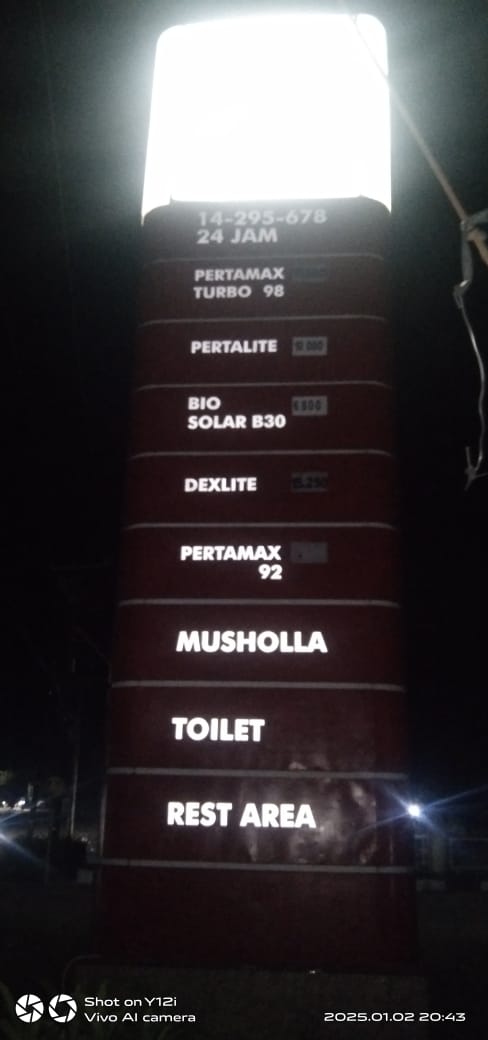 14-295-678
24 JAM
PERTAMAX
TURBO 98
PERTALITE
BIO
SOLAR B30
6800
DEXLITE
PERTAMAX
92
MUSHOLLA
TOILET
REST AREA
Shot on Y12i
Vivo AI camera
2025.01.02 20:43